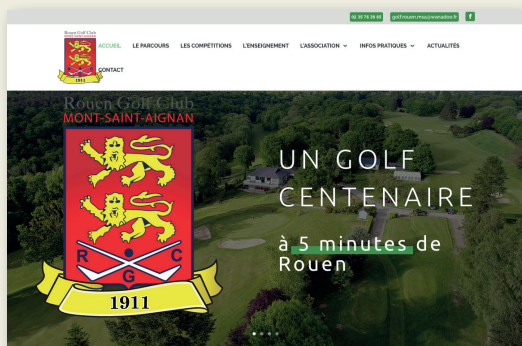 02 35 76 38 65
golf.rouen.msa@wanadoo.fr
f
Rouen Golf Club
1911
ACCUEIL LE PARCOURS LES COMPÉTITIONS L'ENSEIGNEMENT L'ASSOCIATION INFOS PRATIQUES ACTUALITÉS
CONTACT
Rouen Golf Club
MONT-SAINT-AIGNAN
R C
G
1911
UN GOLF
CENTENAIRE
à 5 minutes de
Rouen